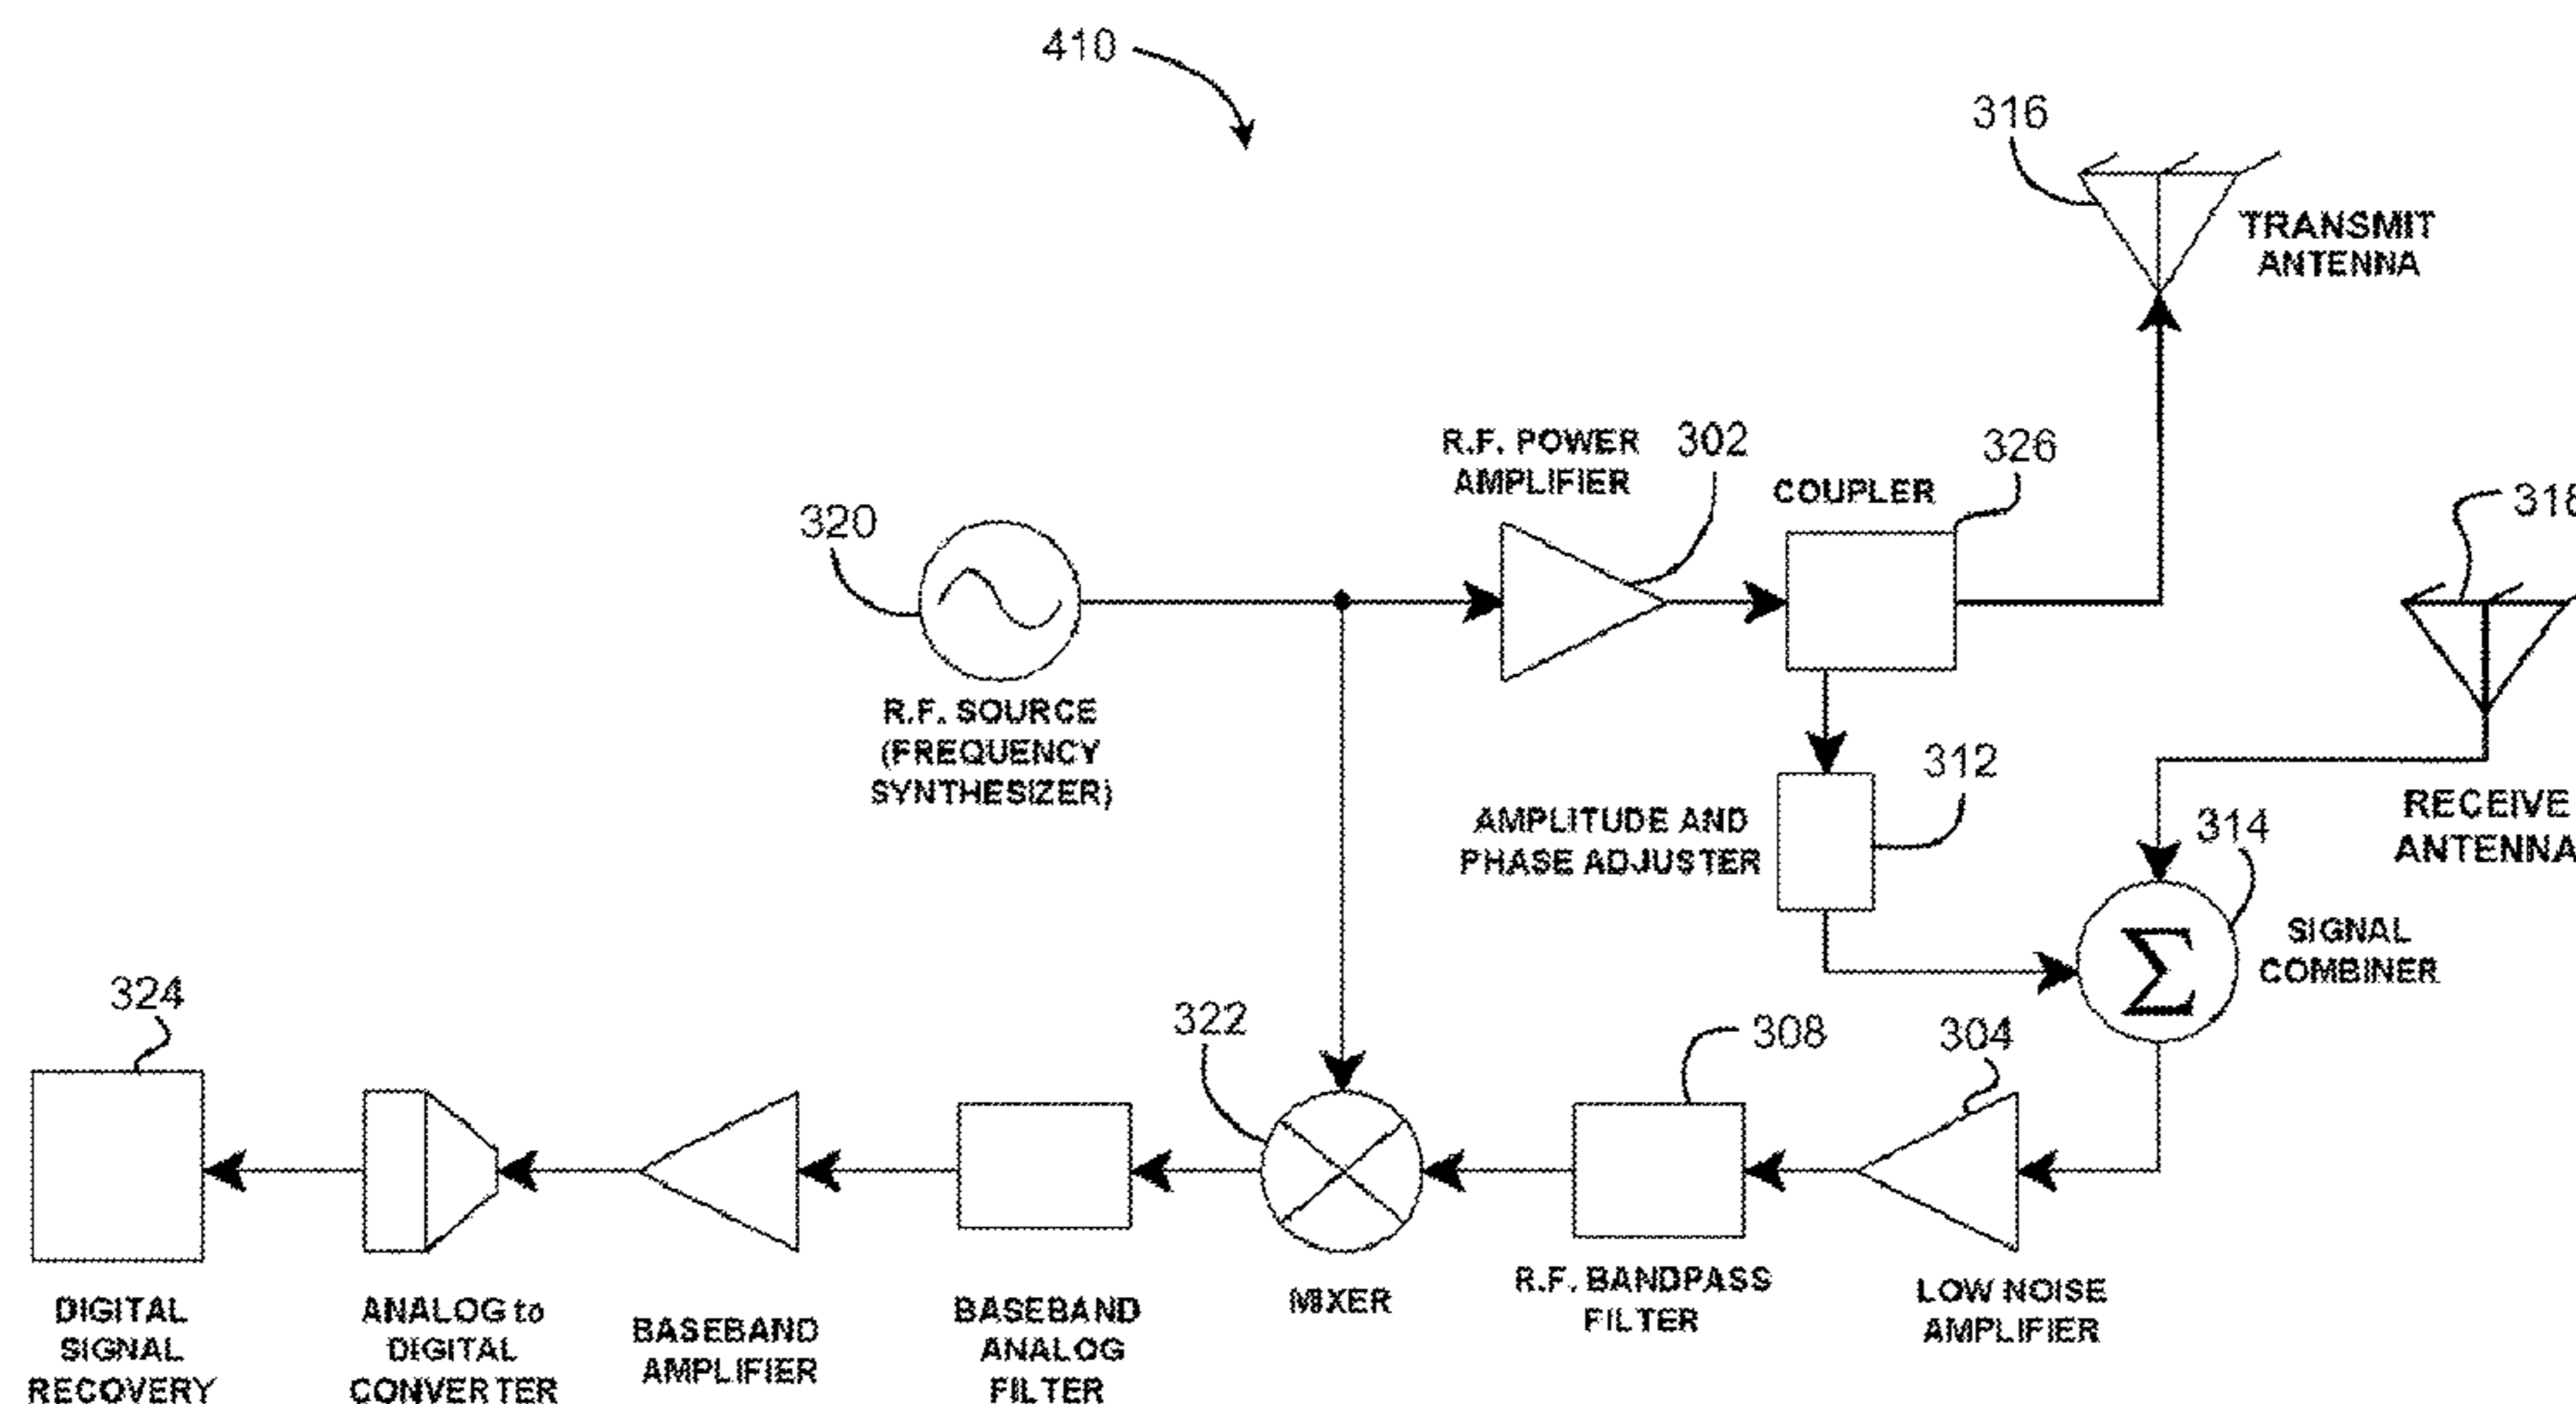 410
316
TRANSMIT
ANTENNA
R.F. POWER
AMPLIFIER
302
326
COUPLER
318
320
R.F. SOURCE
(FREQUENCY
SYNTHESIZER)
312
AMPLITUDE AND
PHASE ADJUSTER
RECEIVE
ANTENNA
314
Σ
SIGNAL
COMBINER
324
322
308
304
DIGITAL
SIGNAL
RECOVERY
ANALOG to
DIGITAL
CONVERTER
BASEBAND
AMPLIFIER
BASEBAND
ANALOG
FILTER
MIXER
R.F. BANDPASS
FILTER
LOW NOISE
AMPLIFIER